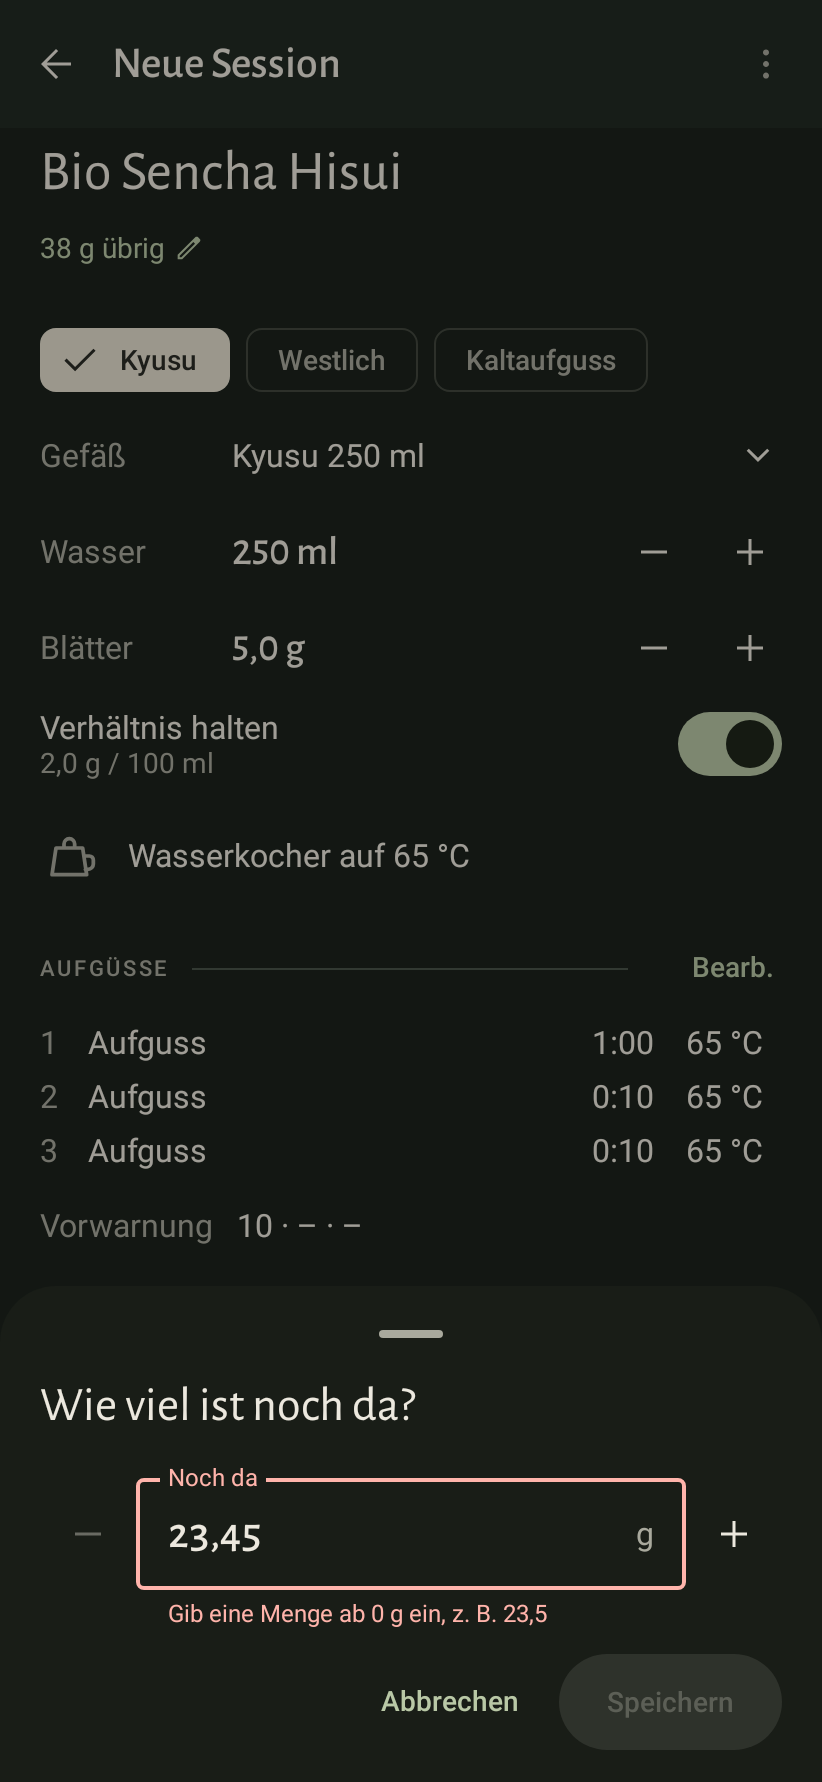 Neue Session
Bio Sencha Hisui
38 g übrig
Kyusu Westlich Kaltaufguss
Gefäß Kyusu 250 ml
Wasser 250 ml − +
Blätter 5,0 g − +
Verhältnis halten
2,0 g / 100 ml
Wasserkocher auf 65 °C
AUFGÜSSE Bearb.
1 Aufguss 1:00 65 °C
2 Aufguss 0:10 65 °C
3 Aufguss 0:10 65 °C
Vorwarnung 10 · – · –
Wie viel ist noch da?
Noch da
− 23,45 g +
Gib eine Menge ab 0 g ein, z. B. 23,5
Abbrechen Speichern